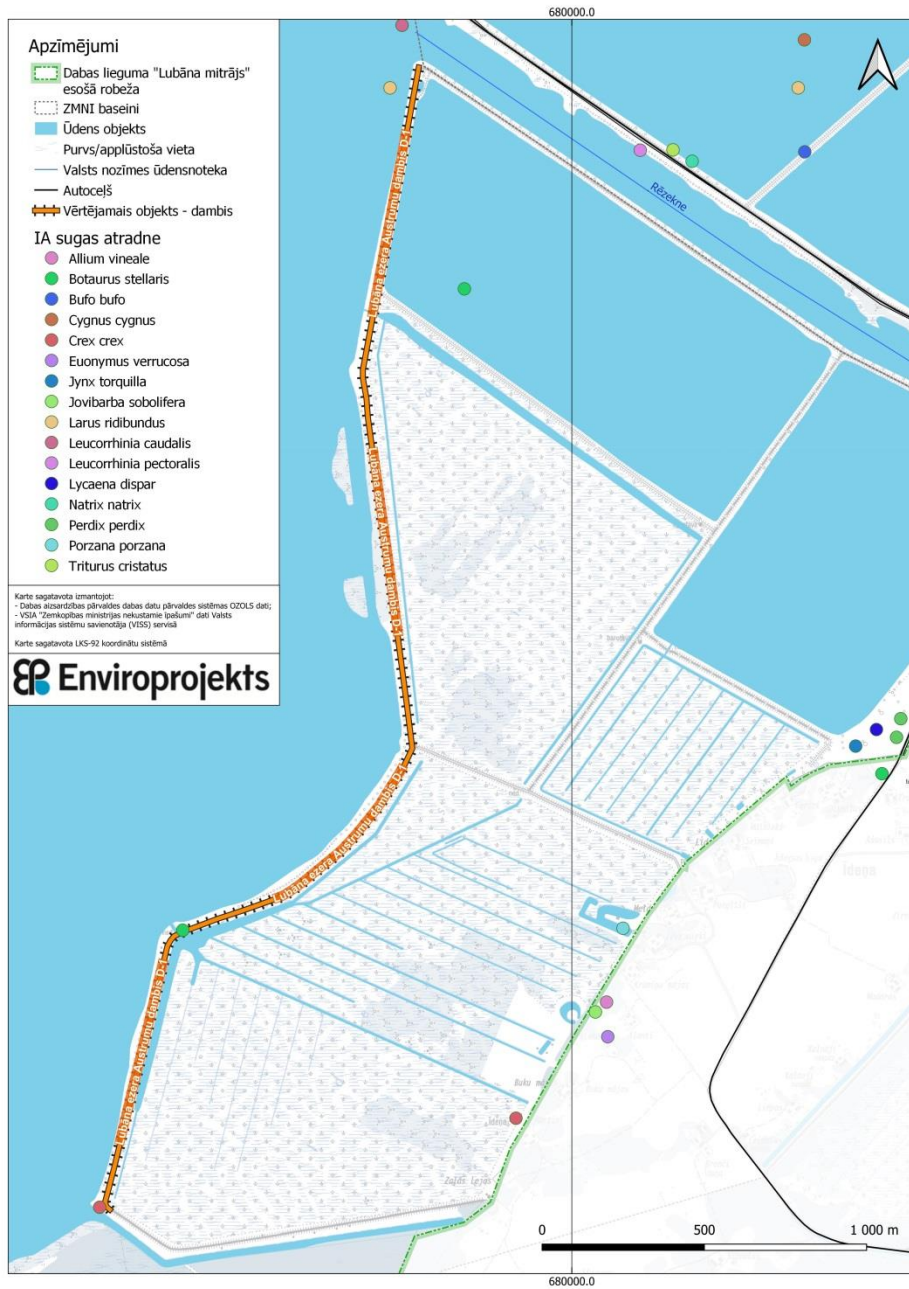 680000.0
Apzīmējumi
Dabas lieguma "Lubāna mitrājs"
esošā robeža
ZMNI baseini
Ūdens objekts
Purvs/applūstoša vieta
Valsts nozīmes ūdensnoteka
Autoceļš
Vērtējamais objekts - dambis
IA sugas atradne
Allium vineale
Botaurus stellaris
Bufo bufo
Cygnus cygnus
Crex crex
Euonymus verrucosa
Jynx torquilla
Jovibarba sobolifera
Larus ridibundus
Leucorrhinia caudalis
Leucorrhinia pectoralis
Lycaena dispar
Natrix natrix
Perdix perdix
Porzana porzana
Triturus cristatus
Karte sagatavota izmantojot:
- Dabas aizsardzības pārvaldes dabas datu pārvaldes sistēmas OZOLS dati;
- VSIA "Zemkopības ministrijas nekustamie īpašumi" dati Valsts
informācijas sistēmu savienotāja (VISS) servisā
Karte sagatavota LKS-92 koordinātu sistēmā
Enviroprojekts
Lubāna ezera Austrumu dambis D-1
Rēzekne
Lubāna ezera Austrumu dambis D-1
Lubāna ezera Austrumu dambis D-1
Ideņa
Lubāna ezera Austrumu dambis D-1
Zaļās Lejas
0 500 1 000 m
680000.0